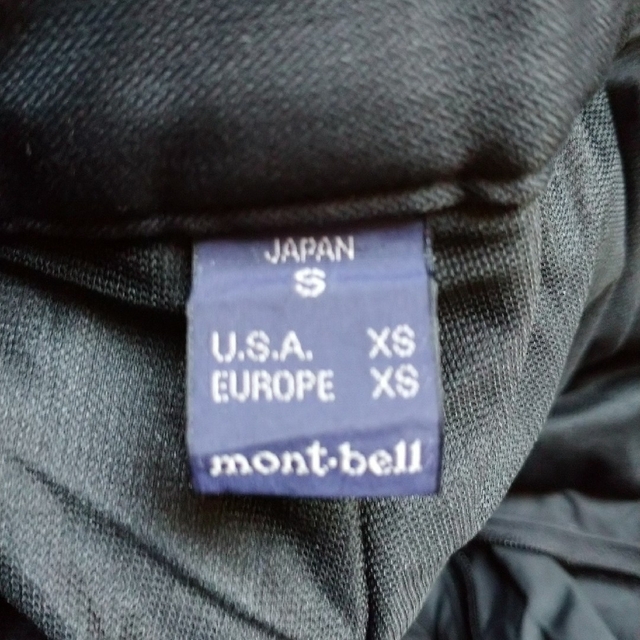 JAPAN
S
U.S.A. XS
EUROPE XS
mont·bell